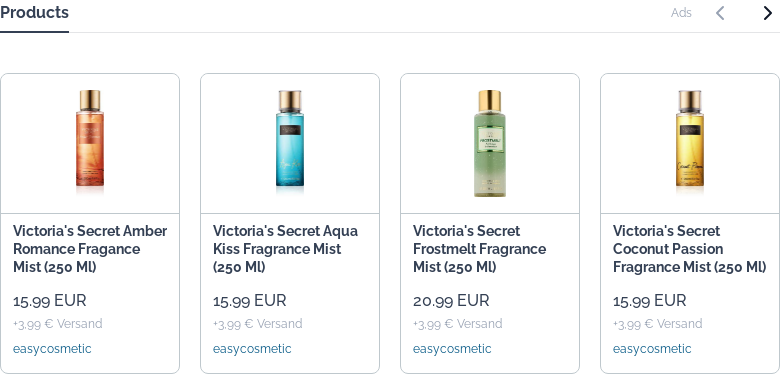 Products
Ads
Victoria's Secret Amber
Romance Fragance
Mist (250 Ml)
15.99 EUR
+3,99 € Versand
easycosmetic
Victoria's Secret Aqua
Kiss Fragrance Mist
(250 Ml)
15.99 EUR
+3,99 € Versand
easycosmetic
Victoria's Secret
Frostmelt Fragrance
Mist (250 Ml)
20.99 EUR
+3,99 € Versand
easycosmetic
Victoria's Secret
Coconut Passion
Fragrance Mist (250 Ml)
15.99 EUR
+3,99 € Versand
easycosmetic